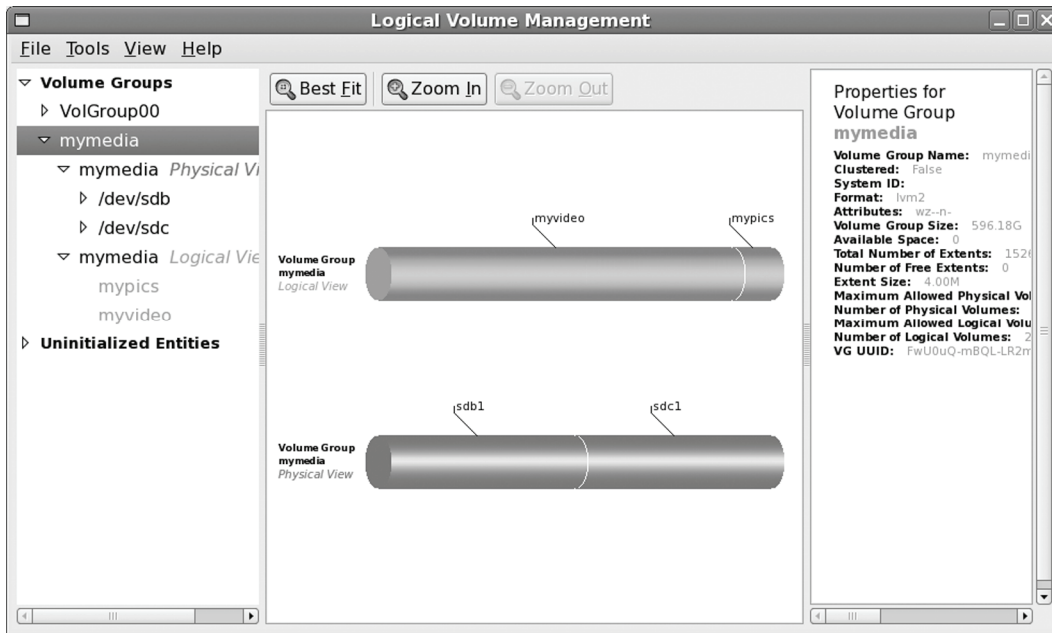 Logical Volume Management
File Tools View Help
Volume Groups
VolGroup00
mymedia
mymedia Physical Vi
/dev/sdb
/dev/sdc
mymedia Logical Vie
mypics
myvideo
Uninitialized Entities
Best Fit Zoom In Zoom Out
myvideo mypics
Volume Group
mymedia
Logical View
sdb1 sdc1
Volume Group
mymedia
Physical View
Properties for
Volume Group
mymedia
Volume Group Name: mymedi
Clustered: False
System ID:
Format: lvm2
Attributes: wz--n-
Volume Group Size: 596.18G
Available Space: 0
Total Number of Extents: 1526
Number of Free Extents: 0
Extent Size: 4.00M
Maximum Allowed Physical Vol
Number of Physical Volumes:
Maximum Allowed Logical Volu
Number of Logical Volumes: 2
VG UUID: FwU0uQ-mBQL-LR2m